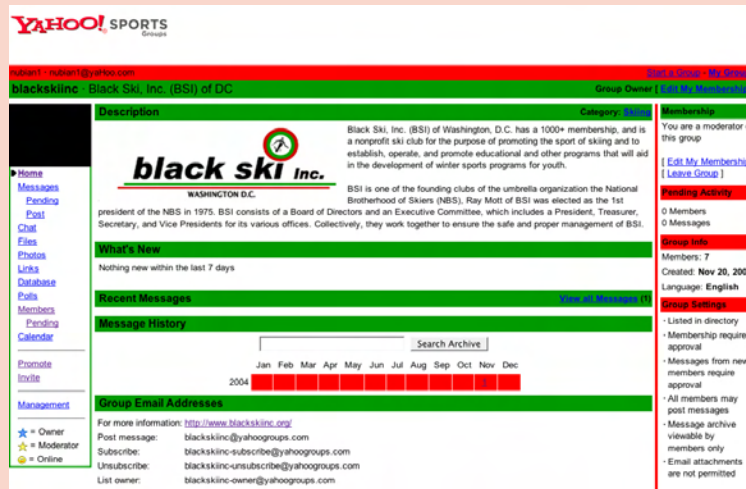 YAHOO! SPORTS
Groups
nubian1 · nubian1@yaHoo.com
Start a Group - My Group
blackskiinc · Black Ski, Inc. (BSI) of DC
Group Owner [ Edit My Membership
Home
Messages
Pending
Post
Chat
Files
Photos
Links
Database
Polls
Members
Pending
Calendar
Promote
Invite
Management
= Owner
= Moderator
= Online
Description
Category: Skiing
black ski Inc.
WASHINGTON D.C.
Black Ski, Inc. (BSI) of Washington, D.C. has a 1000+ membership, and is
a nonprofit ski club for the purpose of promoting the sport of skiing and to
establish, operate, and promote educational and other programs that will aid
in the development of winter sports programs for youth.
BSI is one of the founding clubs of the umbrella organization the National
Brotherhood of Skiers (NBS), Ray Mott of BSI was elected as the 1st
president of the NBS in 1975. BSI consists of a Board of Directors and an Executive Committee, which includes a President, Treasurer,
Secretary, and Vice Presidents for its various offices. Collectively, they work together to ensure the safe and proper management of BSI.
What's New
Nothing new within the last 7 days
Recent Messages
View all Messages (1)
Message History
Search Archive
Jan Feb Mar Apr May Jun Jul Aug Sep Oct Nov Dec
2004
1
Group Email Addresses
For more information: http://www.blackskiinc.org/
Post message: blackskiinc@yahoogroups.com
Subscribe: blackskiinc-subscribe@yahoogroups.com
Unsubscribe: blackskiinc-unsubscribe@yahoogroups.com
List owner: blackskiinc-owner@yahoogroups.com
Membership
You are a moderator
this group
[ Edit My Membership
[ Leave Group ]
Pending Activity
0 Members
0 Messages
Group Info
Members: 7
Created: Nov 20, 200
Language: English
Group Settings
· Listed in directory
· Membership require
approval
· Messages from new
members require
approval
· All members may
post messages
· Message archive
viewable by
members only
· Email attachments
are not permitted